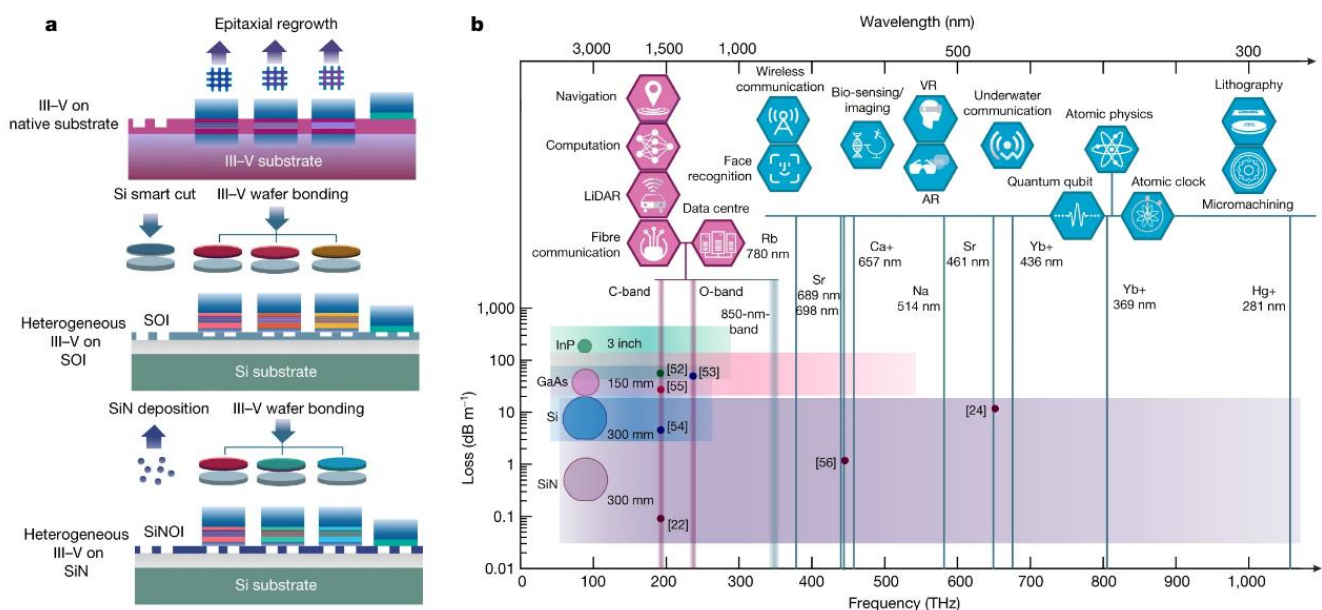 a
Epitaxial regrowth
III–V on
native substrate
III–V substrate
Si smart cut
III–V wafer bonding
Heterogeneous
III–V on
SOI
SOI
Si substrate
SiN deposition
III–V wafer bonding
Heterogeneous
III–V on
SiN
SiNOI
Si substrate
b
Wavelength (nm)
3,000
1,500
1,000
500
300
Navigation
Computation
LiDAR
Fibre
communication
Data centre
Wireless
communication
Face
recognition
Bio-sensing/
imaging
VR
AR
Underwater
communication
Atomic physics
Quantum qubit
Atomic clock
Lithography
Micromachining
C-band
O-band
850-nm-
band
Rb
780 nm
Sr
689 nm
698 nm
Ca+
657 nm
Na
514 nm
Sr
461 nm
Yb+
436 nm
Yb+
369 nm
Hg+
281 nm
Loss (dB m⁻¹)
1,000
100
10
1
0.1
0.01
InP
3 inch
GaAs
150 mm
Si
300 mm
SiN
300 mm
[52]
[53]
[55]
[54]
[22]
[56]
[24]
0
100
200
300
400
500
600
700
800
900
1,000
Frequency (THz)